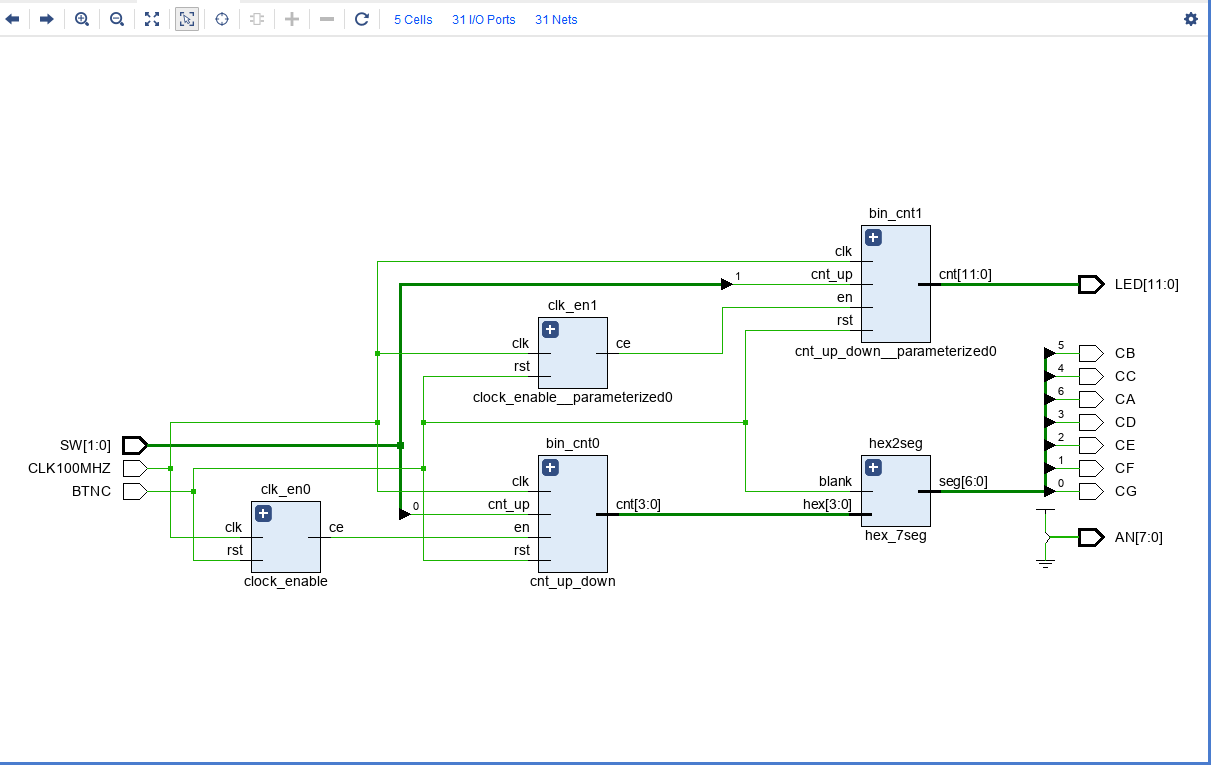 5 Cells 31 I/O Ports 31 Nets
bin_cnt1
clk
cnt_up
en
rst
cnt[11:0]
1
LED[11:0]
cnt_up_down__parameterized0
clk_en1
clk
rst
ce
clock_enable__parameterized0
SW[1:0]
CLK100MHZ
BTNC
clk_en0
clk
rst
ce
clock_enable
bin_cnt0
clk
cnt_up
en
rst
0
cnt[3:0]
cnt_up_down
hex2seg
blank
hex[3:0]
seg[6:0]
hex_7seg
5 CB
4 CC
6 CA
3 CD
2 CE
1 CF
0 CG
AN[7:0]